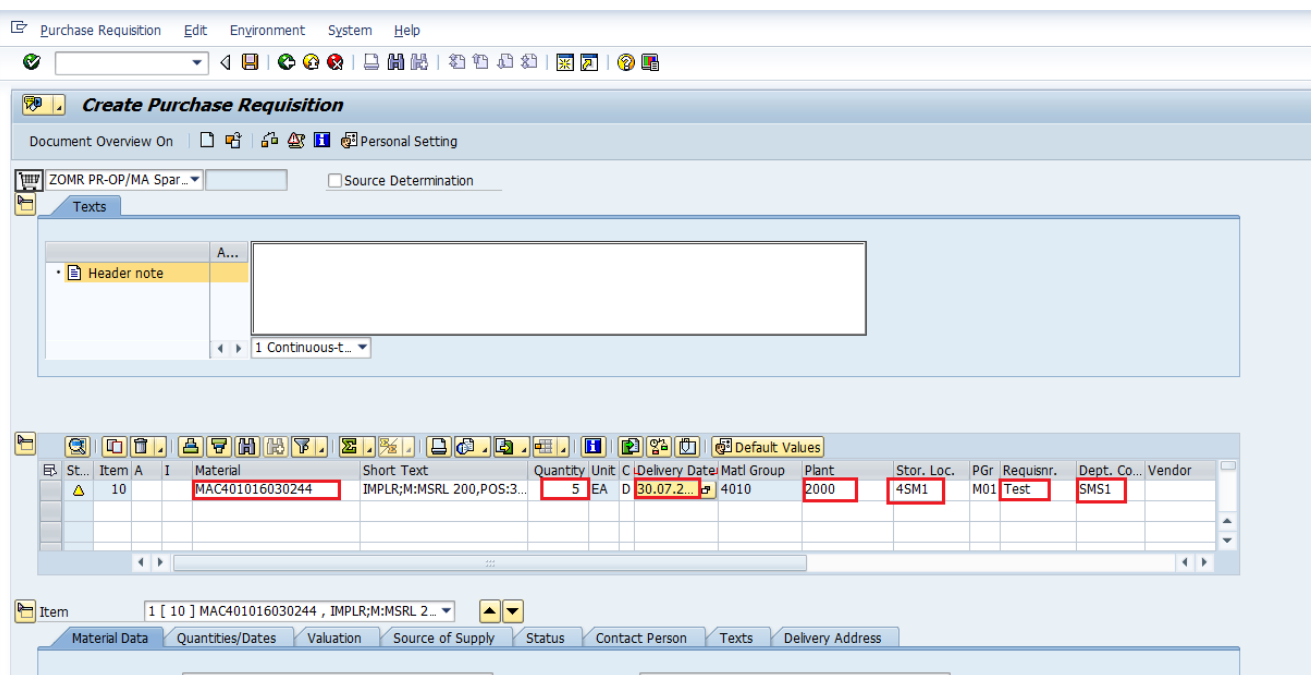 Purchase Requisition Edit Environment System Help
Create Purchase Requisition
Document Overview On Personal Setting
ZOMR PR-OP/MA Spar... Source Determination
Texts
A...
Header note
1 Continuous-t...
Default Values
St... Item A I Material Short Text Quantity Unit C Delivery Date Matl Group Plant Stor. Loc. PGr Requisnr. Dept. Co... Vendor
10 MAC401016030244 IMPLR;M:MSRL 200,POS:3... 5 EA D 30.07.2... 4010 2000 4SM1 M01 Test SMS1
Item 1 [ 10 ] MAC401016030244 , IMPLR;M:MSRL 2...
Material Data Quantities/Dates Valuation Source of Supply Status Contact Person Texts Delivery Address